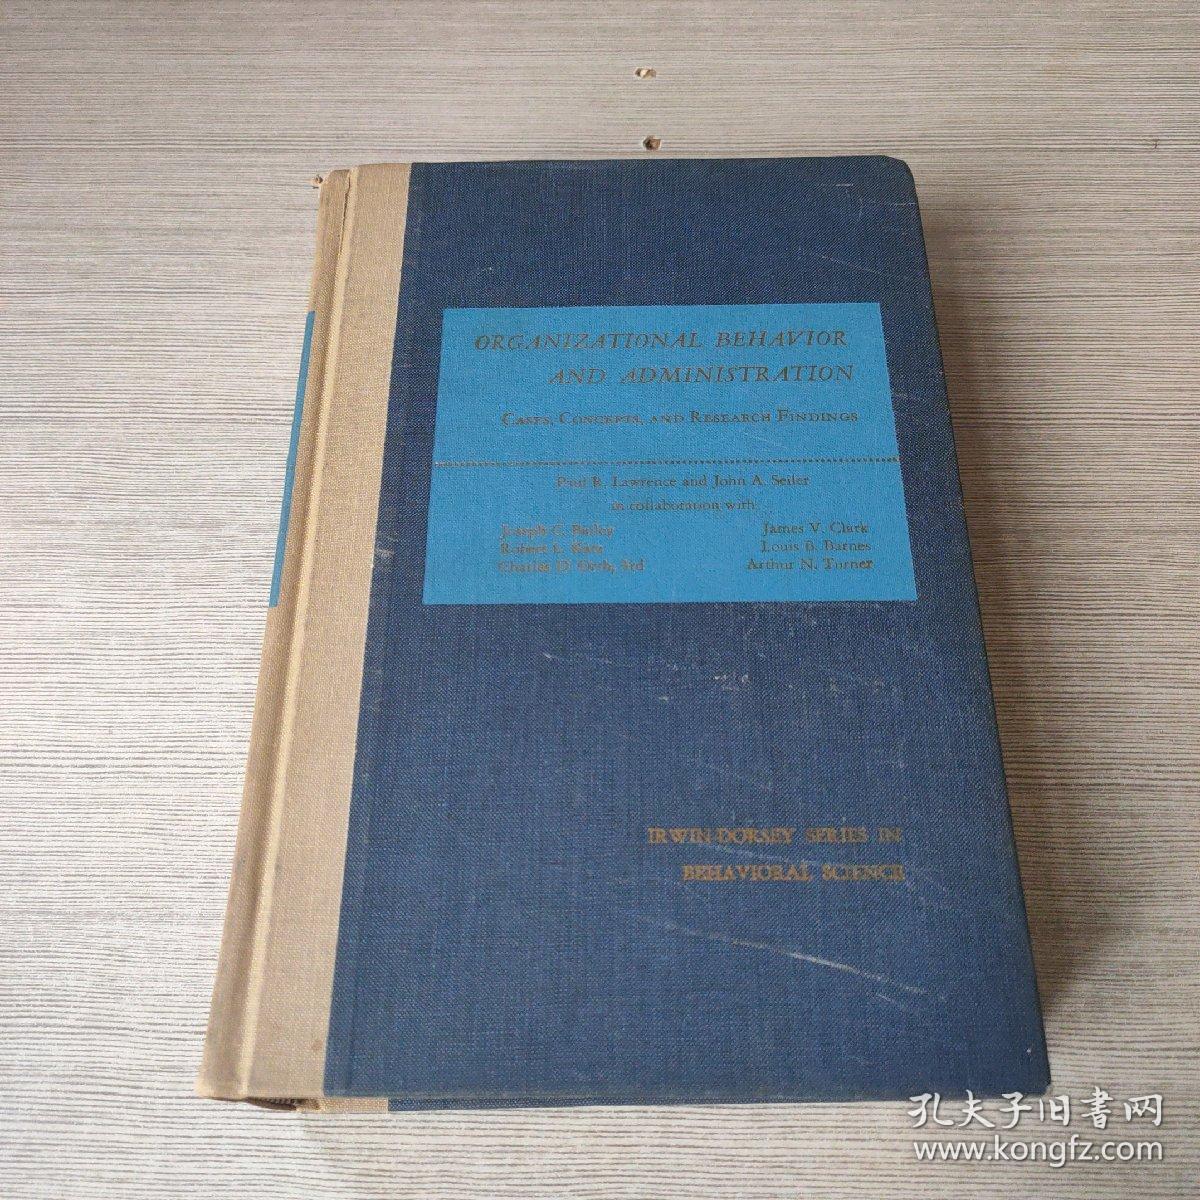 ORGANIZATIONAL BEHAVIOR
AND ADMINISTRATION
CASES, CONCEPTS, AND RESEARCH FINDINGS
Paul R. Lawrence and John A. Seiler
in collaboration with
Joseph C. Bailey
James V. Clark
Robert L. Katz
Louis B. Barnes
Charles D. Orth, 3rd
Arthur N. Turner
IRWIN-DORSEY SERIES IN
BEHAVIORAL SCIENCE
孔夫子旧书网
www.kongfz.com